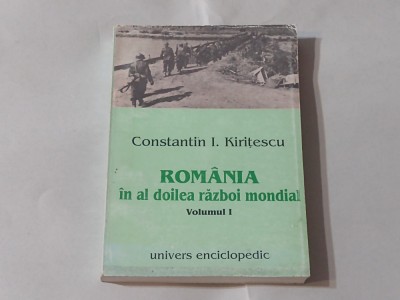 Constantin I. Kirițescu
ROMÂNIA
în al doilea război mondial
Volumul I
univers enciclopedic